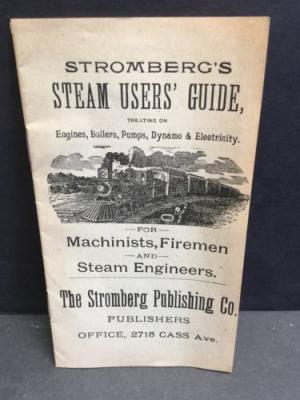 STROMBERG'S
STEAM USERS' GUIDE,
TREATING ON
Engines, Boilers, Pumps, Dynamo & Electricity.
—FOR—
Machinists, Firemen
—AND—
Steam Engineers.
The Stromberg Publishing Co.
PUBLISHERS
OFFICE, 2716 CASS Ave.